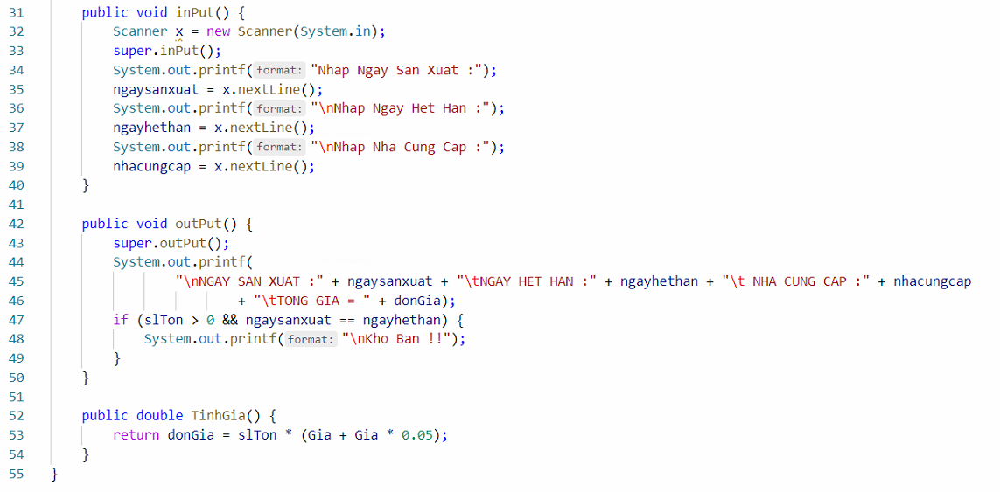 31 public void inPut() {
32 Scanner x = new Scanner(System.in);
33 super.inPut();
34 System.out.printf(format: "Nhap Ngay San Xuat :");
35 ngaysanxuat = x.nextLine();
36 System.out.printf(format: "\nNhap Ngay Het Han :");
37 ngayhethan = x.nextLine();
38 System.out.printf(format: "\nNhap Nha Cung Cap :");
39 nhacungcap = x.nextLine();
40 }
41
42 public void outPut() {
43 super.outPut();
44 System.out.printf(
45 "\nNGAY SAN XUAT :" + ngaysanxuat + "\tNGAY HET HAN :" + ngayhethan + "\t NHA CUNG CAP :" + nhacungcap
46 + "\tTONG GIA = " + donGia);
47 if (slTon > 0 && ngaysanxuat == ngayhethan) {
48 System.out.printf(format: "\nKho Ban !!");
49 }
50 }
51
52 public double TinhGia() {
53 return donGia = slTon * (Gia + Gia * 0.05);
54 }
55 }